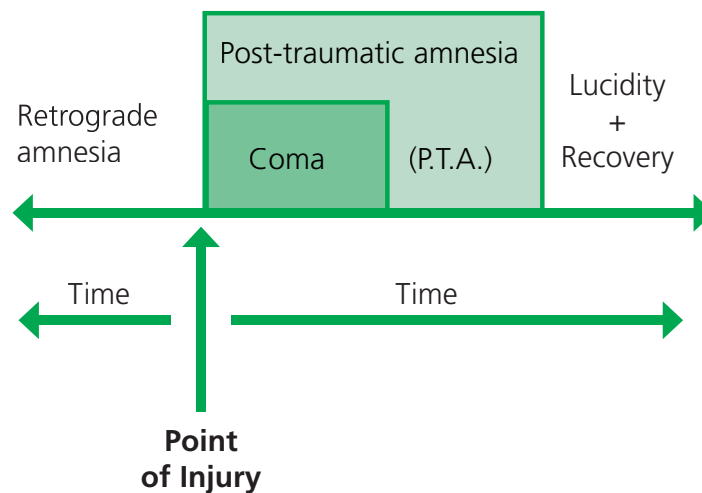 Post-traumatic amnesia
Retrograde
amnesia
Coma
(P.T.A.)
Lucidity
+
Recovery
Time
Time
Point
of Injury